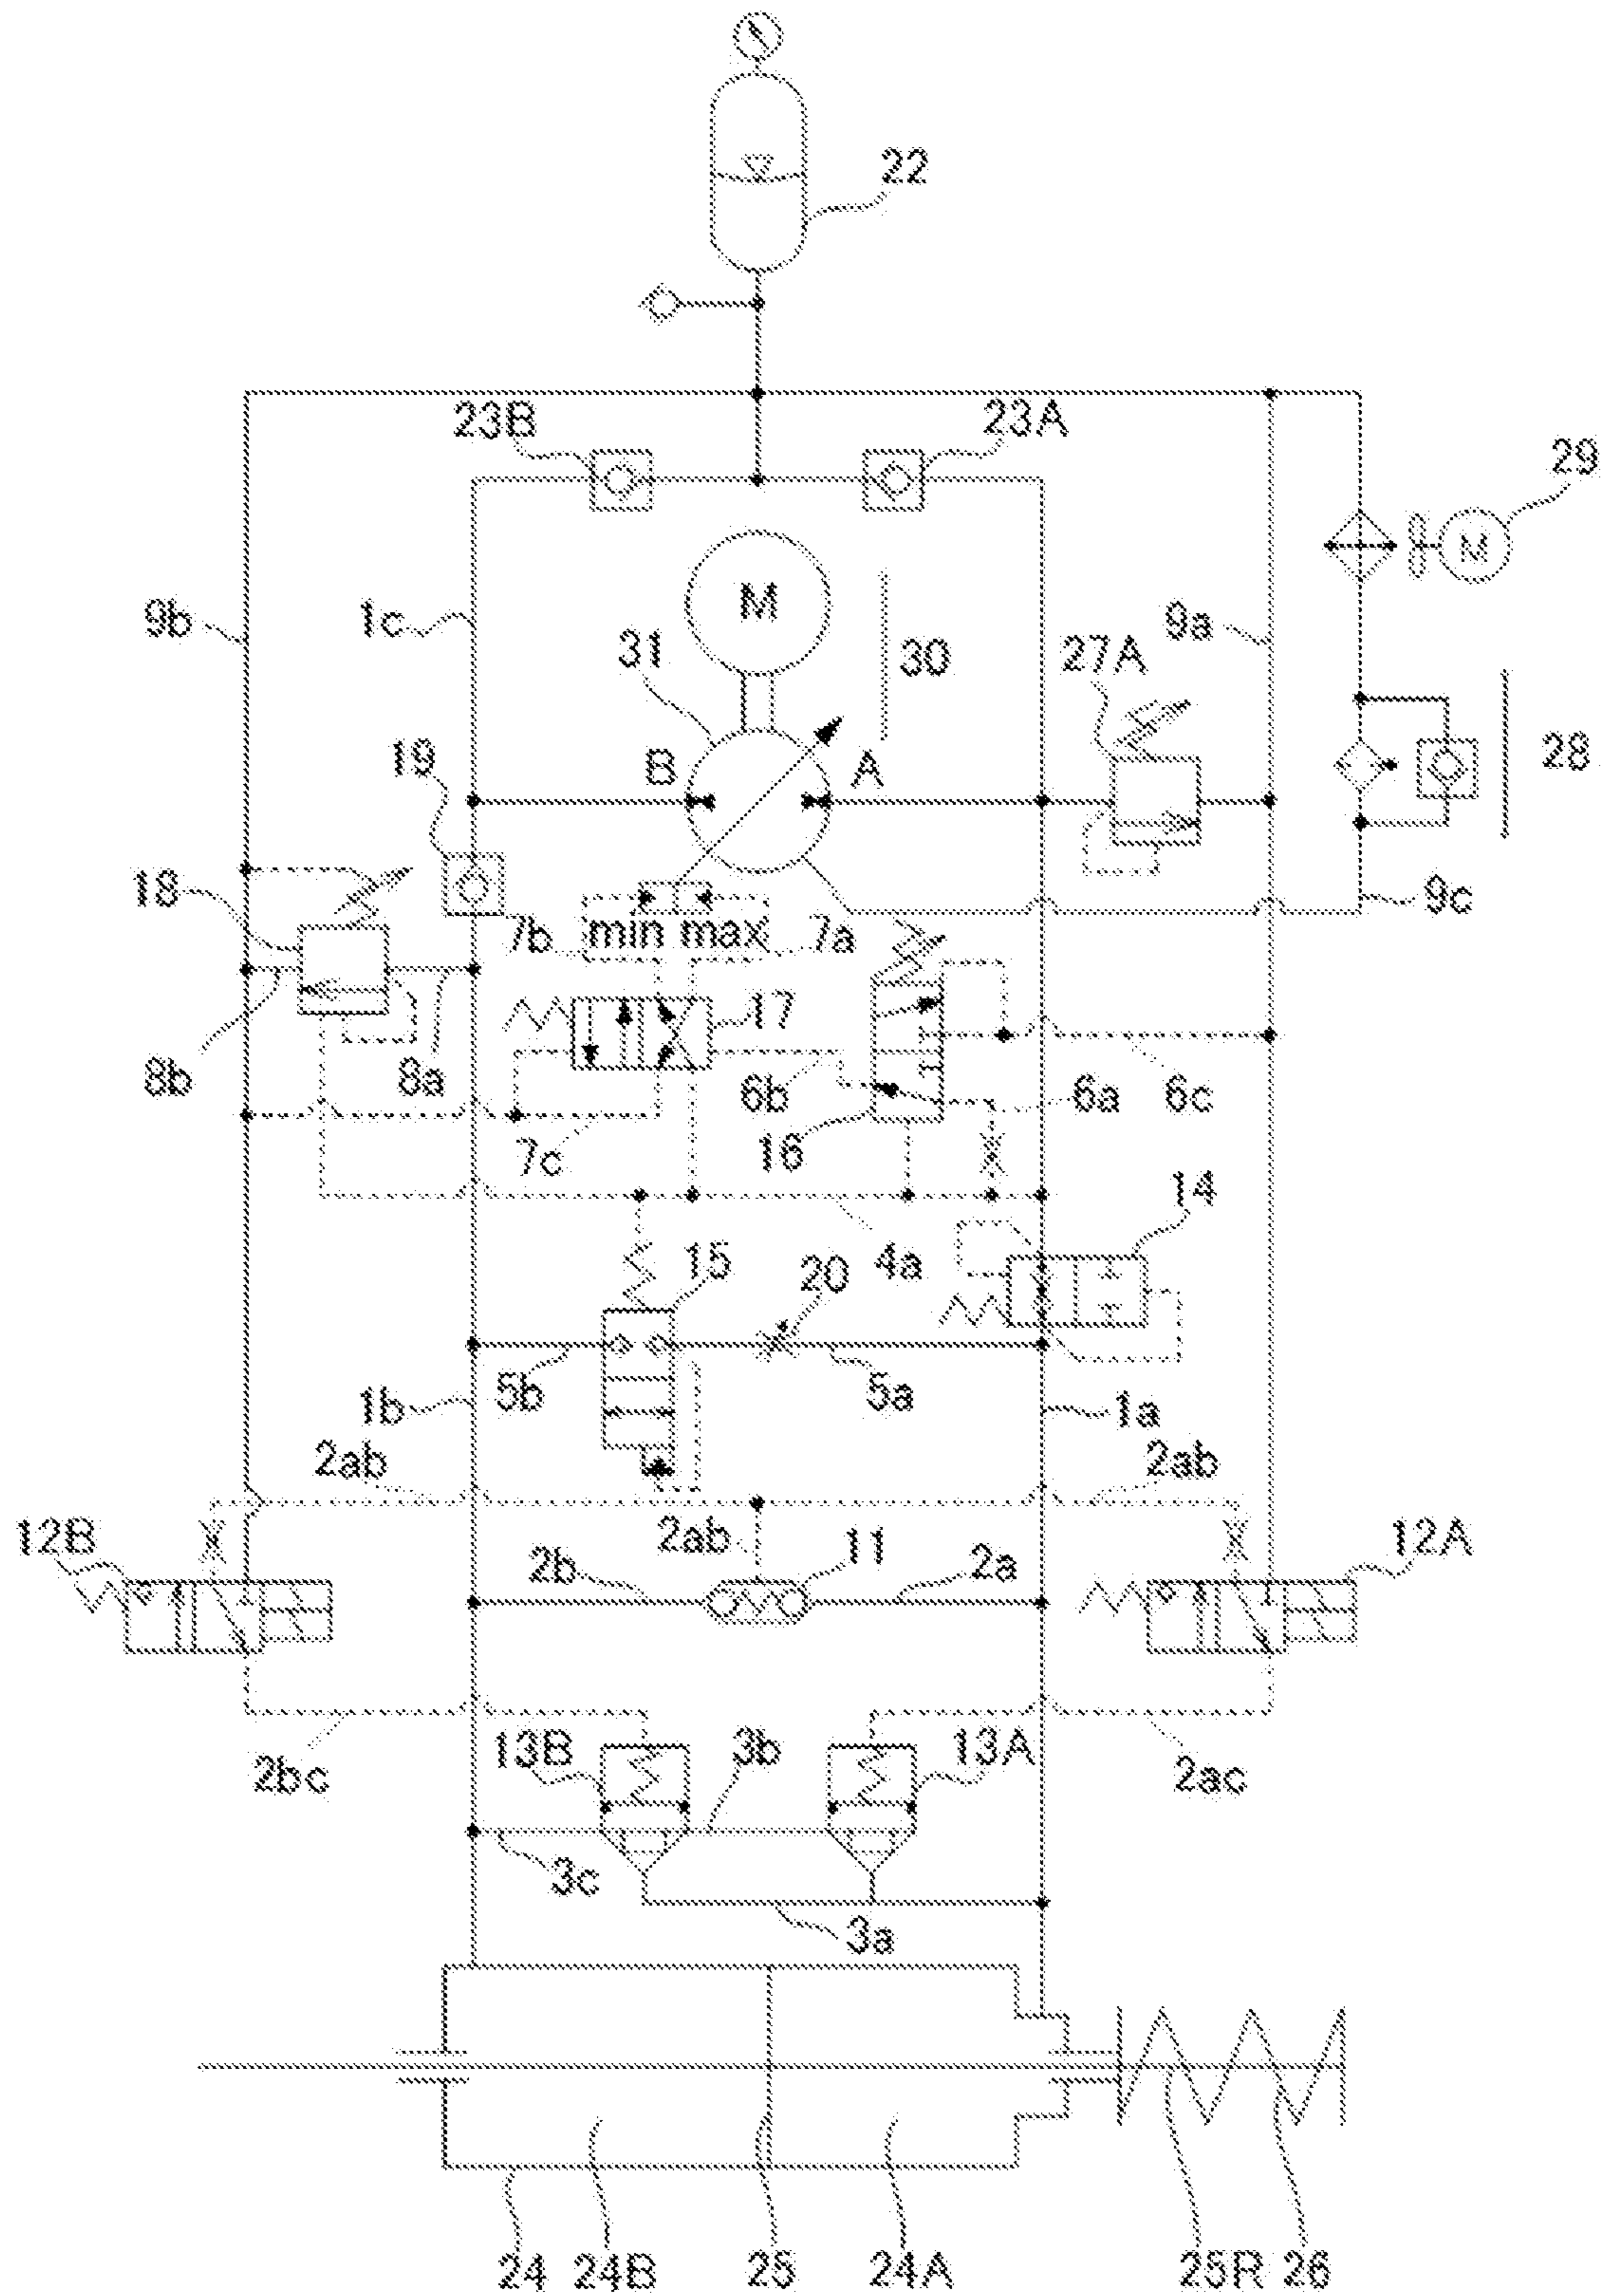 22
23B 23A
29
M
M
9b 1c 31 30 27A 9a
19 B A 28
18 7b min max 7a 9c
17
8b 8a 6b 6a 6c
7c 16
14
15 20 4a
5b 5a
1b 1a
2ab 2ab
12B 2ab 11 12A
2b 2a
13B 3b 13A
2bc 2ac
3c
3a
24 24B 25 24A 25R 26